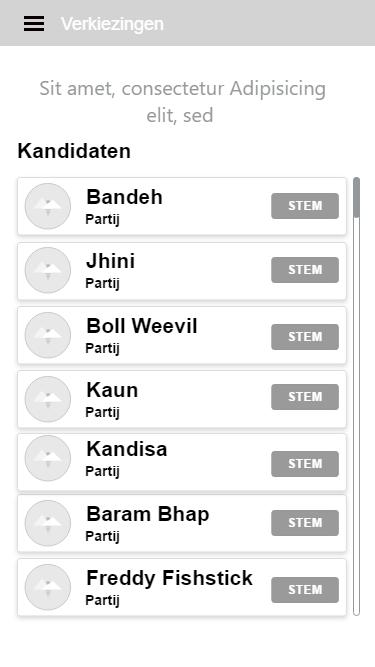 Verkiezingen
Sit amet, consectetur Adipisicing
elit, sed
Kandidaten
Bandeh
Partij
STEM
Jhini
Partij
STEM
Boll Weevil
Partij
STEM
Kaun
Partij
STEM
Kandisa
Partij
STEM
Baram Bhap
Partij
STEM
Freddy Fishstick
Partij
STEM